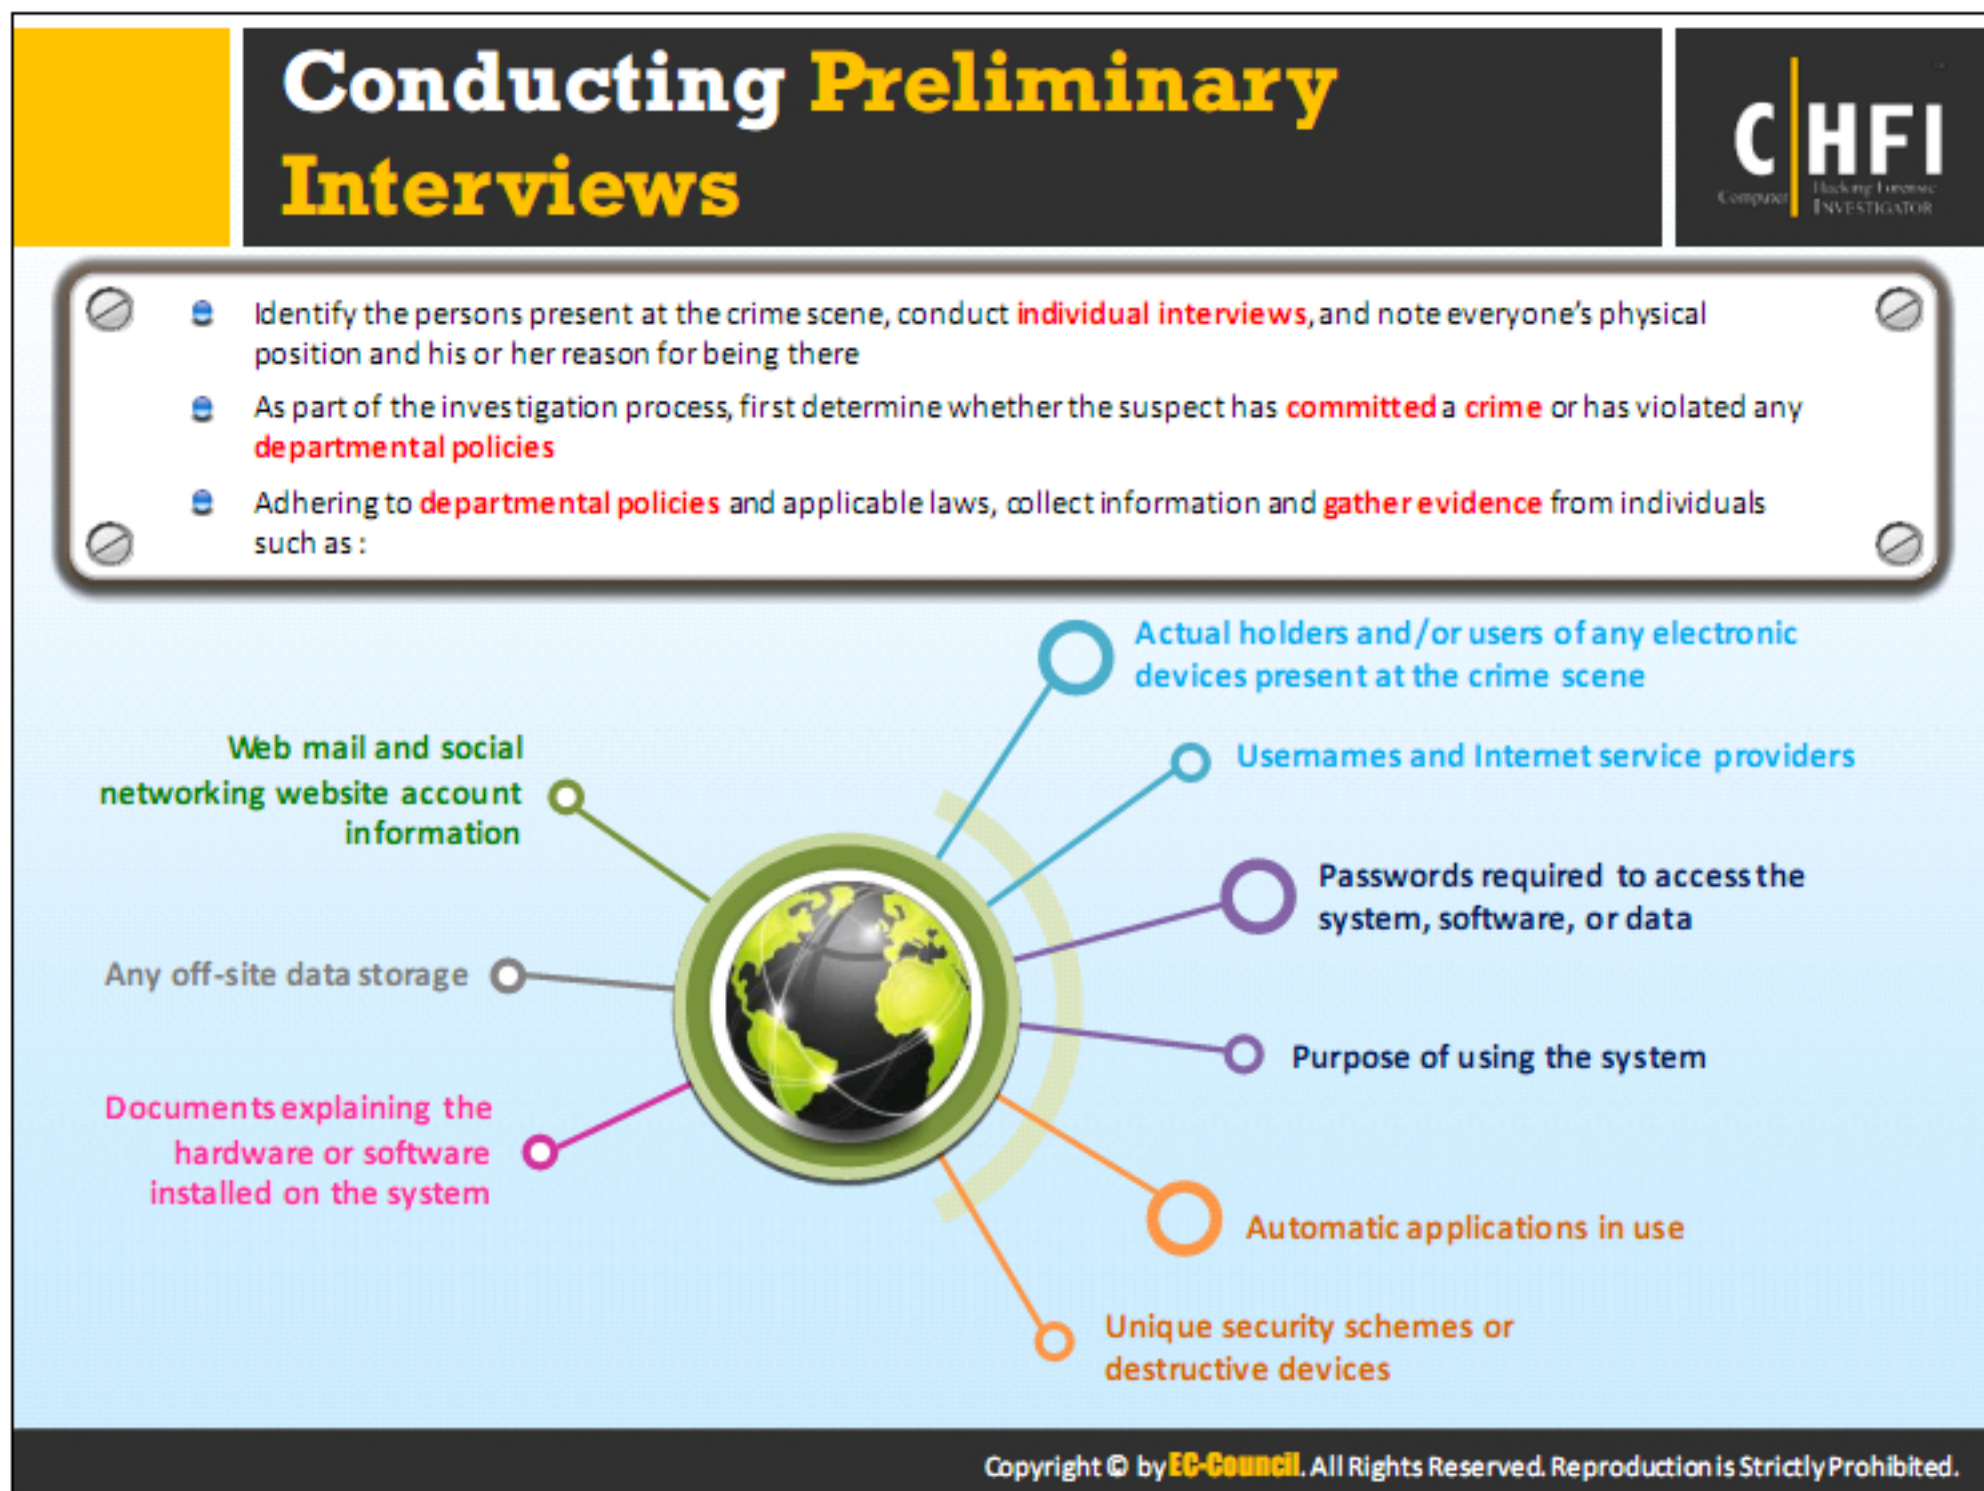 Conducting Preliminary
Interviews
C HFI
Computer
Hacking Forensic
INVESTIGATOR
Identify the persons present at the crime scene, conduct individual interviews, and note everyone's physical
position and his or her reason for being there
As part of the investigation process, first determine whether the suspect has committed a crime or has violated any
departmental policies
Adhering to departmental policies and applicable laws, collect information and gather evidence from individuals
such as :
Actual holders and/or users of any electronic
devices present at the crime scene
Usernames and Internet service providers
Passwords required to access the
system, software, or data
Purpose of using the system
Automatic applications in use
Unique security schemes or
destructive devices
Web mail and social
networking website account
information
Any off-site data storage
Documents explaining the
hardware or software
installed on the system
Copyright © by EC-Council. All Rights Reserved. Reproduction is Strictly Prohibited.